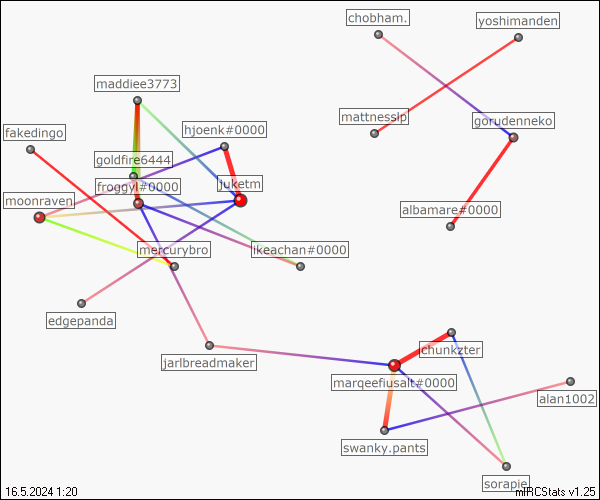 chobham.
yoshimanden
maddiee3773
mattnesslp
gorudenneko
fakedingo
hjoenk#0000
goldfire6444
froggyl#0000
juketm
moonraven
albamare#0000
mercurybro
ikeachan#0000
edgepanda
jarlbreadmaker
chunkzter
marqeefiusalt#0000
alan1002
swanky.pants
sorapie
16.5.2024 1:20
mIRCStats v1.25